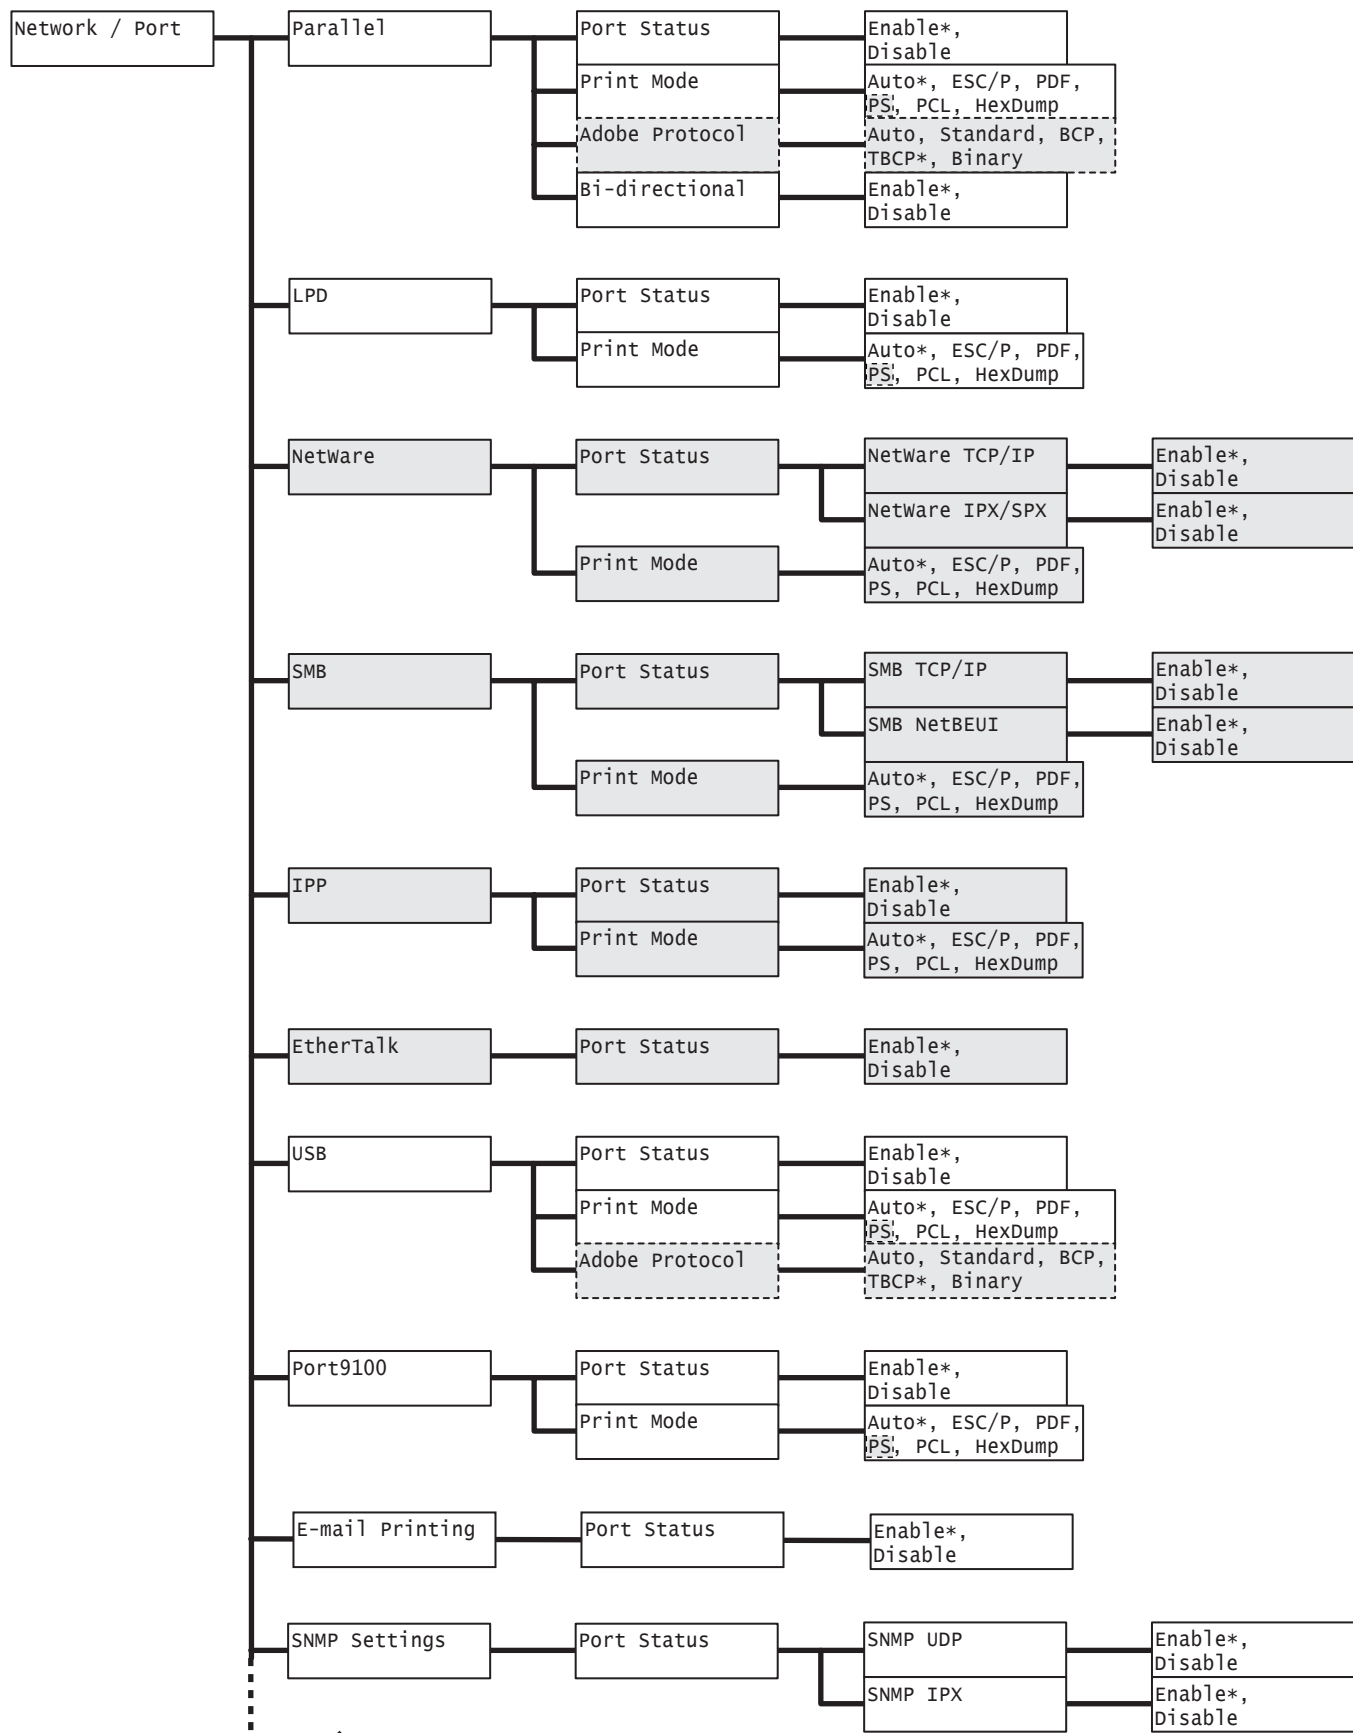 Network / Port
Parallel
Port Status
Enable*,
Disable
Print Mode
Auto*, ESC/P, PDF,
PS, PCL, HexDump
Adobe Protocol
Auto, Standard, BCP,
TBCP*, Binary
Bi-directional
Enable*,
Disable
LPD
Port Status
Enable*,
Disable
Print Mode
Auto*, ESC/P, PDF,
PS, PCL, HexDump
NetWare
Port Status
NetWare TCP/IP
Enable*,
Disable
NetWare IPX/SPX
Enable*,
Disable
Print Mode
Auto*, ESC/P, PDF,
PS, PCL, HexDump
SMB
Port Status
SMB TCP/IP
Enable*,
Disable
SMB NetBEUI
Enable*,
Disable
Print Mode
Auto*, ESC/P, PDF,
PS, PCL, HexDump
IPP
Port Status
Enable*,
Disable
Print Mode
Auto*, ESC/P, PDF,
PS, PCL, HexDump
EtherTalk
Port Status
Enable*,
Disable
USB
Port Status
Enable*,
Disable
Print Mode
Auto*, ESC/P, PDF,
PS, PCL, HexDump
Adobe Protocol
Auto, Standard, BCP,
TBCP*, Binary
Port9100
Port Status
Enable*,
Disable
Print Mode
Auto*, ESC/P, PDF,
PS, PCL, HexDump
E-mail Printing
Port Status
Enable*,
Disable
SNMP Settings
Port Status
SNMP UDP
Enable*,
Disable
SNMP IPX
Enable*,
Disable